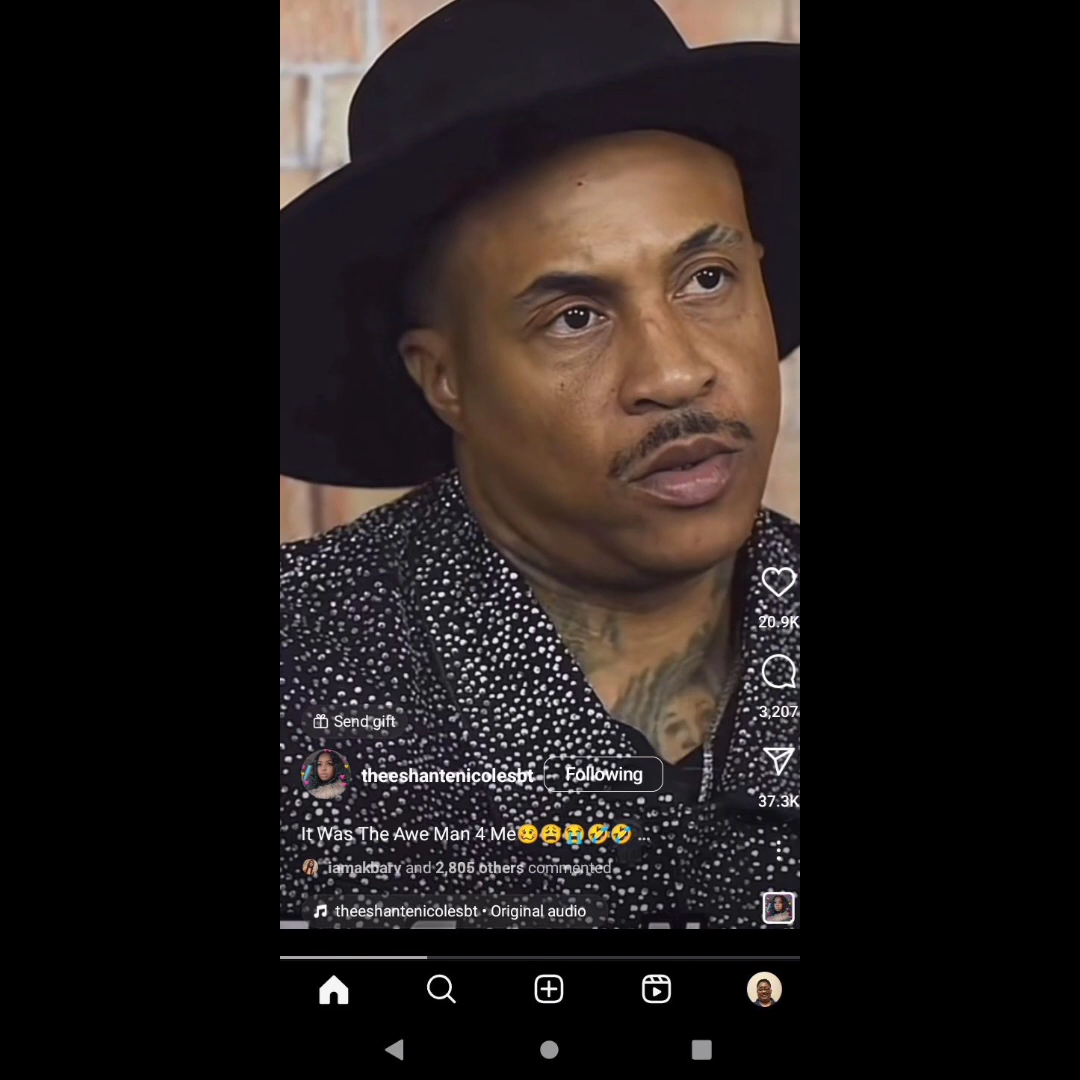 20.9K
3,207
Send gift
theeshantenicolesbt Following
37.3K
It Was The Awe Man 4 Me🥴😩😭🤣🤣 ...
iamakbary and 2,805 others commented
theeshantenicolesbt • Original audio